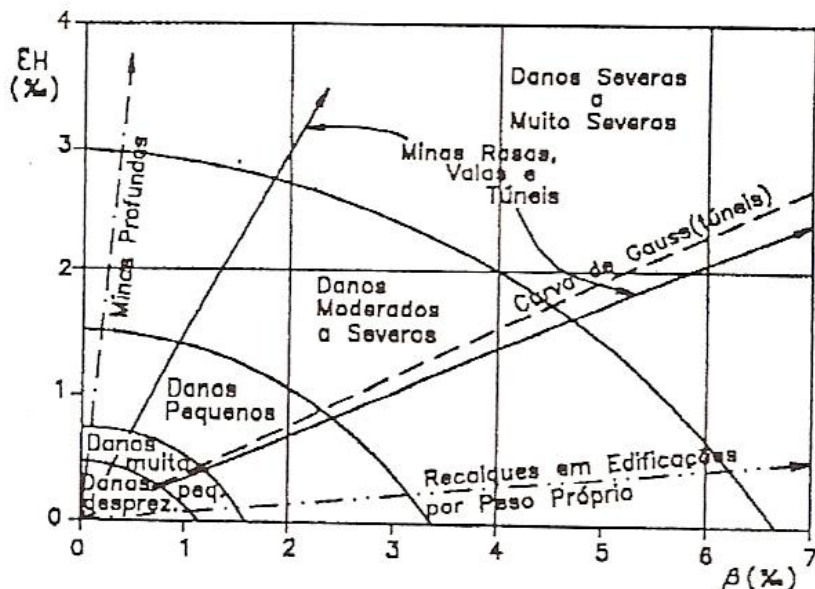 4
εH
(‰)
3
2
1
0
Minas Profundas
Danos Severos
a
Muito Severos
Minas Rasas,
Valas e
Túneis
Curva de Gauss(túneis)
Danos
Moderados
a Severos
Danos
Pequenos
Danos
muito
peq.
Danos
desprez.
Recalques em Edificações
por Peso Próprio
0
1
2
3
4
5
6
7
β (‰)